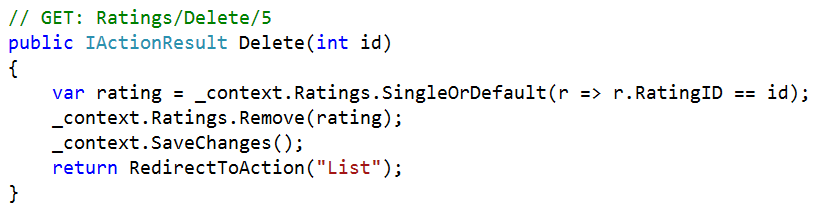 // GET: Ratings/Delete/5
public IActionResult Delete(int id)
{
    var rating = _context.Ratings.SingleOrDefault(r => r.RatingID == id);
    _context.Ratings.Remove(rating);
    _context.SaveChanges();
    return RedirectToAction("List");
}